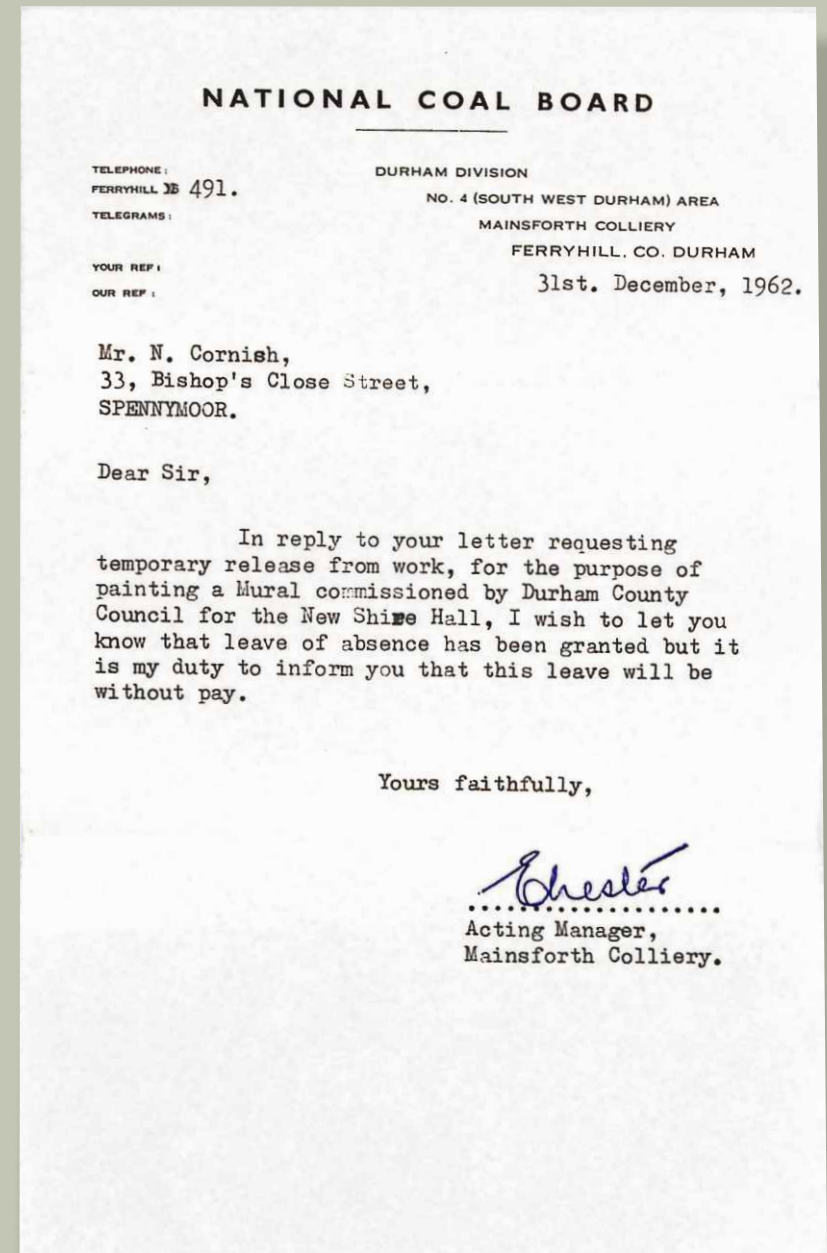 NATIONAL COAL BOARD
TELEPHONE:
FERRYHILL 491.
TELEGRAMS:
YOUR REF:
OUR REF:
DURHAM DIVISION
NO. 4 (SOUTH WEST DURHAM) AREA
MAINSFORTH COLLIERY
FERRYHILL, CO. DURHAM
31st. December, 1962.
Mr. N. Cornish,
33, Bishop's Close Street,
SPENNYMOOR.
Dear Sir,
In reply to your letter requesting
temporary release from work, for the purpose of
painting a Mural commissioned by Durham County
Council for the New Shire Hall, I wish to let you
know that leave of absence has been granted but it
is my duty to inform you that this leave will be
without pay.
Yours faithfully,
Acting Manager,
Mainsforth Colliery.